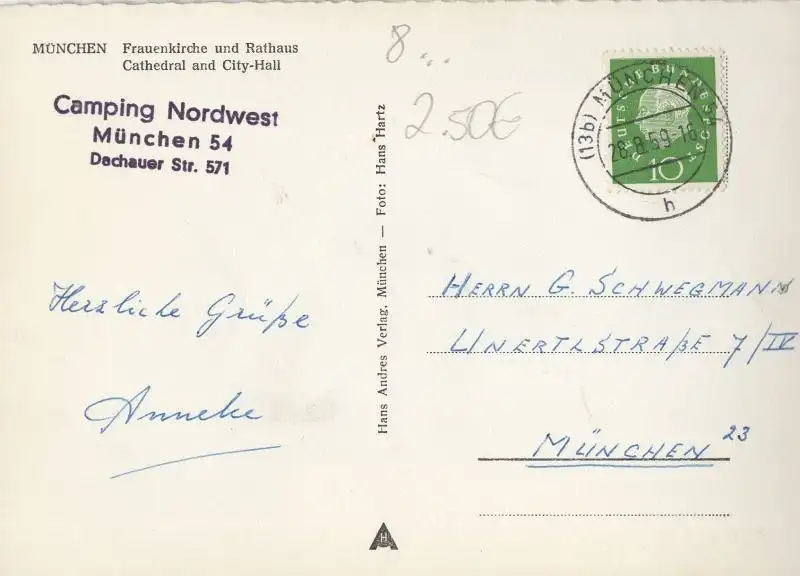 MÜNCHEN Frauenkirche und Rathaus
Cathedral and City-Hall
Camping Nordwest
München 54
Dachauer Str. 571
Herzliche Grüße
Anneke
Hans Andres Verlag, München — Foto: Hans Hartz
8...
2.50€
DEUTSCHE BUNDESPOST
10
(13b) MÜNCHEN
28.8.59-16
h
HERRN G. SCHWEGMANN
UNERTLSTRAßE 7/IV
MÜNCHEN 23
H